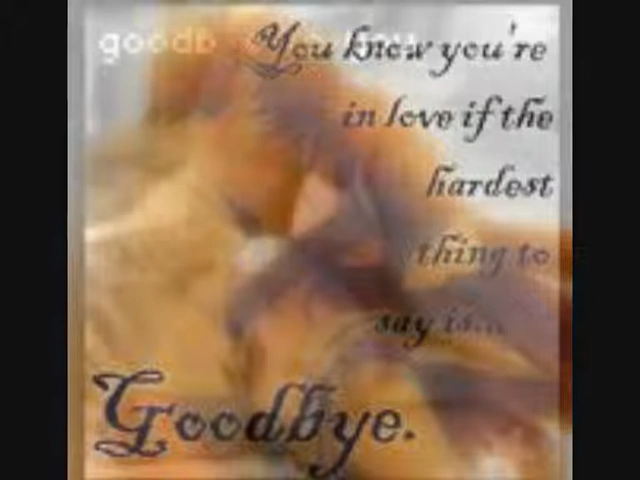 You know you're
in love if the
hardest
thing to
say is...
Goodbye.